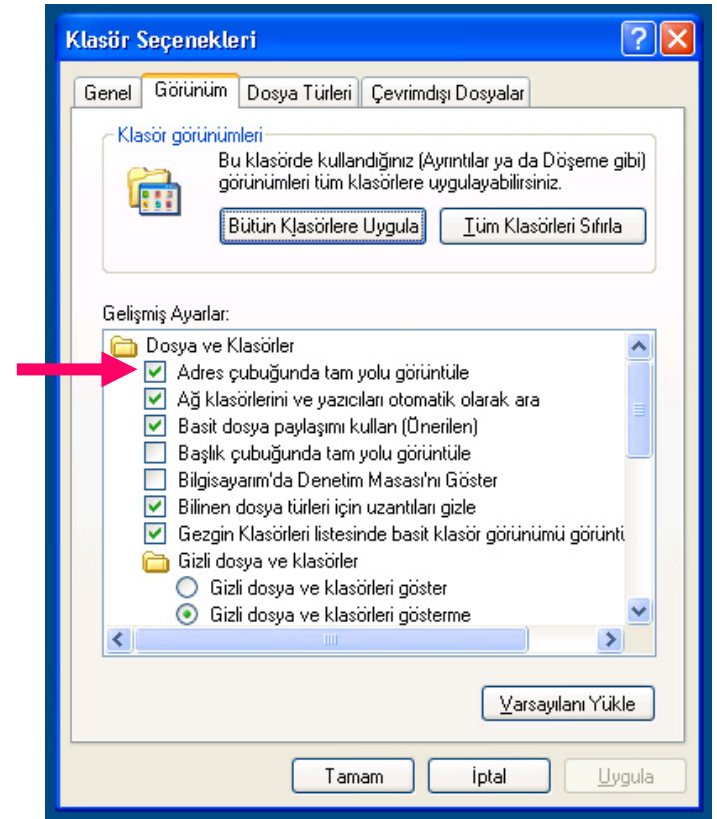 Klasör Seçenekleri
Genel
Görünüm
Dosya Türleri
Çevrimdışı Dosyalar
Klasör görünümleri
Bu klasörde kullandığınız (Ayrıntılar ya da Döşeme gibi)
görünümleri tüm klasörlere uygulayabilirsiniz.
Bütün Klasörlere Uygula
Tüm Klasörleri Sıfırla
Gelişmiş Ayarlar:
Dosya ve Klasörler
Adres çubuğunda tam yolu görüntüle
Ağ klasörlerini ve yazıcıları otomatik olarak ara
Basit dosya paylaşımı kullan (Önerilen)
Başlık çubuğunda tam yolu görüntüle
Bilgisayarım'da Denetim Masası'nı Göster
Bilinen dosya türleri için uzantıları gizle
Gezgin Klasörleri listesinde basit klasör görünümü görüntü
Gizli dosya ve klasörler
Gizli dosya ve klasörleri göster
Gizli dosya ve klasörleri gösterme
Varsayılanı Yükle
Tamam
İptal
Uygula